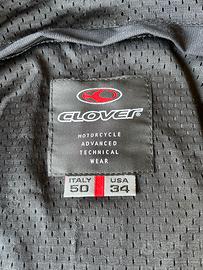 CLOVER
MOTORCYCLE
ADVANCED
TECHNICAL
WEAR
ITALY USA
50 34